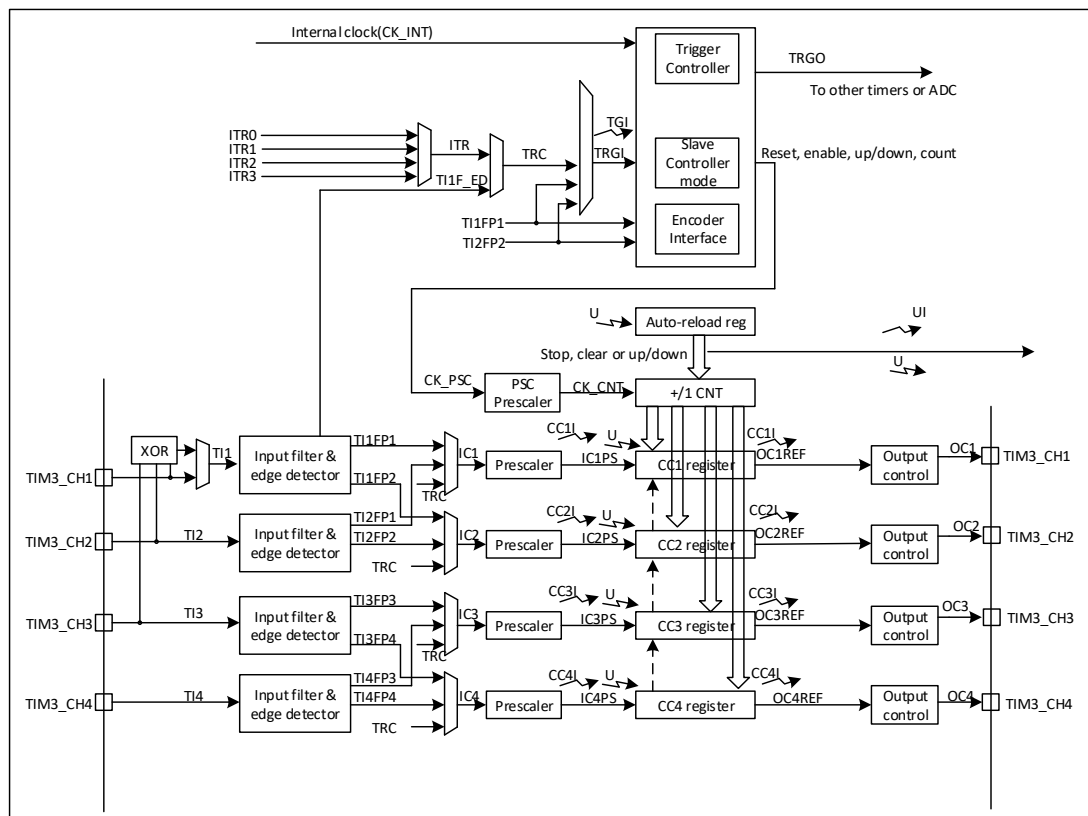 Internal clock(CK_INT)
Trigger
Controller
TRGO
To other timers or ADC
TGI
ITR0
ITR1
ITR2
ITR3
ITR
TI1F_ED
TRC
TRGI
Slave
Controller
mode
Reset, enable, up/down, count
TI1FP1
TI2FP2
Encoder
Interface
U
Auto-reload reg
UI
U
Stop, clear or up/down
CK_PSC
PSC
Prescaler
CK_CNT
+/1 CNT
XOR
TI1
TIM3_CH1
Input filter &
edge detector
TI1FP1
TI1FP2
TRC
IC1
Prescaler
IC1PS
CC1I
U
CC1 register
CC1I
OC1REF
Output
control
OC1
TIM3_CH1
TIM3_CH2
TI2
Input filter &
edge detector
TI2FP1
TI2FP2
TRC
IC2
Prescaler
IC2PS
CC2I
U
CC2 register
CC2I
OC2REF
Output
control
OC2
TIM3_CH2
TIM3_CH3
TI3
Input filter &
edge detector
TI3FP3
TI3FP4
TRC
IC3
Prescaler
IC3PS
CC3I
U
CC3 register
CC3I
OC3REF
Output
control
OC3
TIM3_CH3
TIM3_CH4
TI4
Input filter &
edge detector
TI4FP3
TI4FP4
TRC
IC4
Prescaler
IC4PS
CC4I
U
CC4 register
CC4I
OC4REF
Output
control
OC4
TIM3_CH4